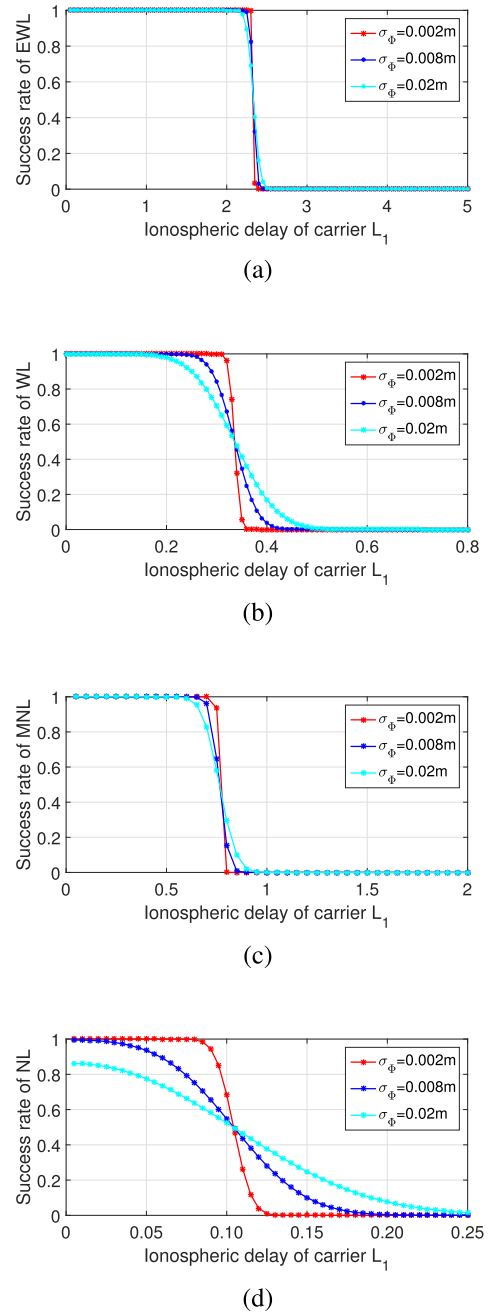 Success rate of EWL
1
0.8
0.6
0.4
0.2
0
0 1 2 3 4 5
Ionospheric delay of carrier L1
σΦ=0.002m
σΦ=0.008m
σΦ=0.02m
(a)
Success rate of WL
1
0.8
0.6
0.4
0.2
0
0 0.2 0.4 0.6 0.8
Ionospheric delay of carrier L1
σΦ=0.002m
σΦ=0.008m
σΦ=0.02m
(b)
Success rate of MNL
1
0.8
0.6
0.4
0.2
0
0 0.5 1 1.5 2
Ionospheric delay of carrier L1
σΦ=0.002m
σΦ=0.008m
σΦ=0.02m
(c)
Success rate of NL
1
0.8
0.6
0.4
0.2
0
0 0.05 0.10 0.15 0.20 0.25
Ionospheric delay of carrier L1
σΦ=0.002m
σΦ=0.008m
σΦ=0.02m
(d)